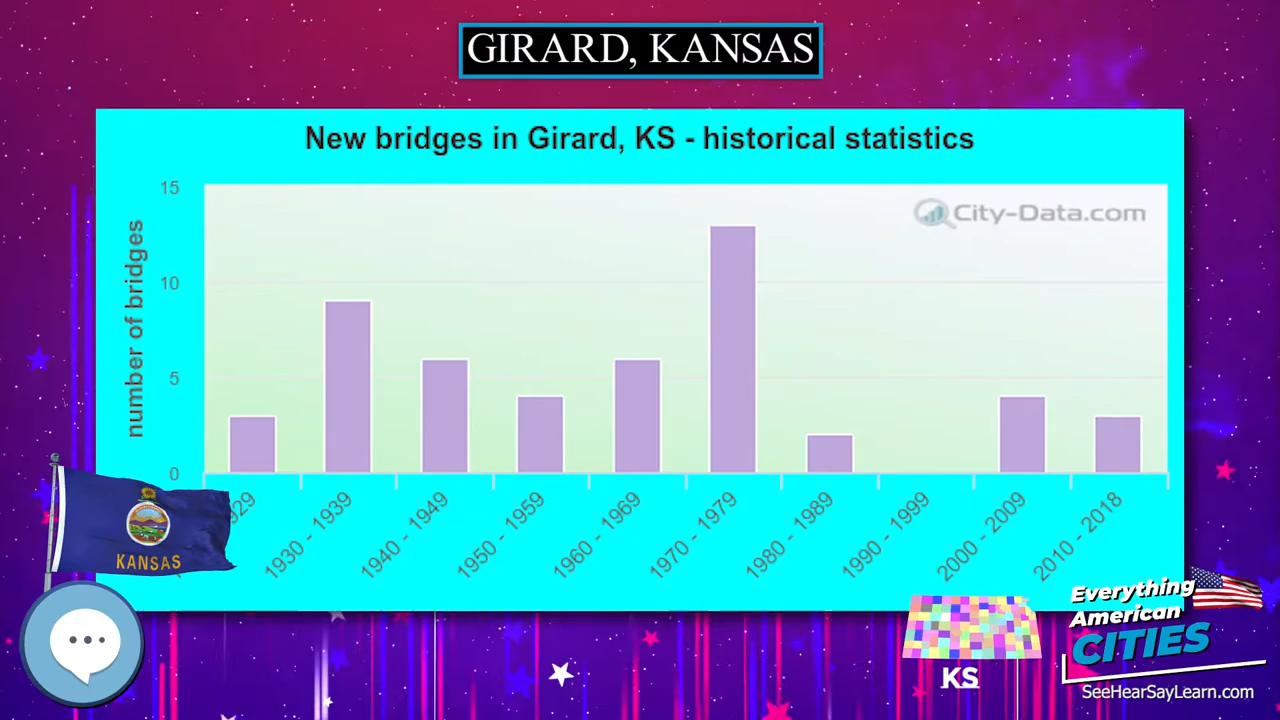 GIRARD, KANSAS
New bridges in Girard, KS - historical statistics
City-Data.com
number of bridges
15
10
5
0
1930 - 1939
1940 - 1949
1950 - 1959
1960 - 1969
1970 - 1979
1980 - 1989
1990 - 1999
2000 - 2009
2010 - 2018
KANSAS
KS
Everything
American
CITIES
SeeHearSayLearn.com